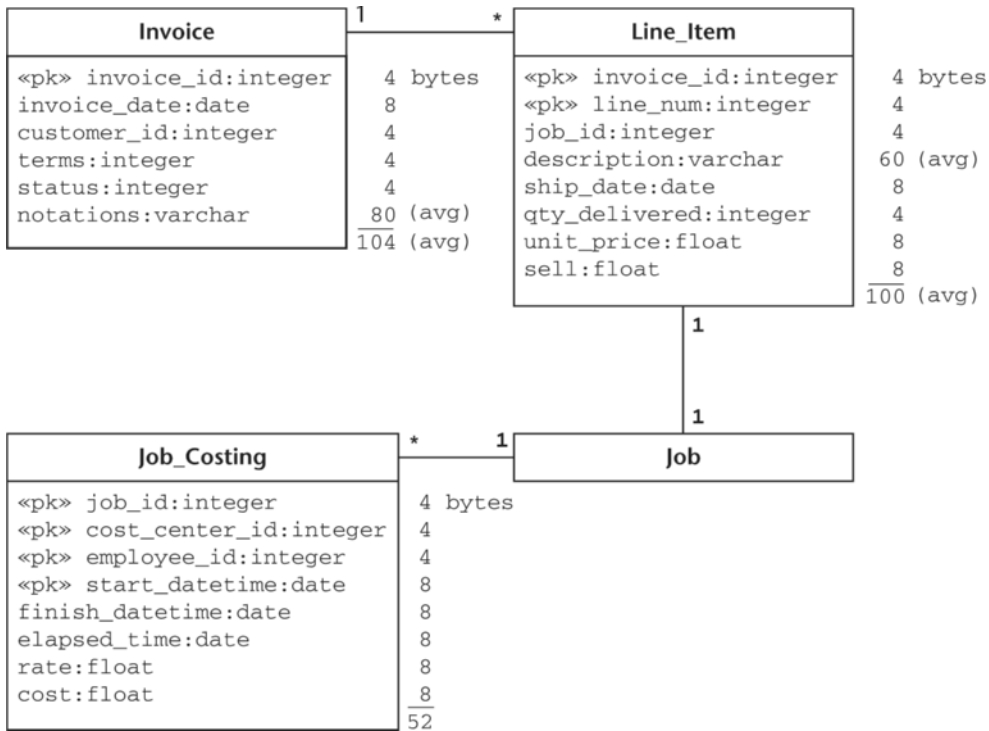 1 *
Invoice
«pk» invoice_id:integer 4 bytes
invoice_date:date 8
customer_id:integer 4
terms:integer 4
status:integer 4
notations:varchar 80 (avg)
104 (avg)
Line_Item
«pk» invoice_id:integer 4 bytes
«pk» line_num:integer 4
job_id:integer 4
description:varchar 60 (avg)
ship_date:date 8
qty_delivered:integer 4
unit_price:float 8
sell:float 8
100 (avg)
1
1
* 1
Job_Costing
«pk» job_id:integer 4 bytes
«pk» cost_center_id:integer 4
«pk» employee_id:integer 4
«pk» start_datetime:date 8
finish_datetime:date 8
elapsed_time:date 8
rate:float 8
cost:float 8
52
Job